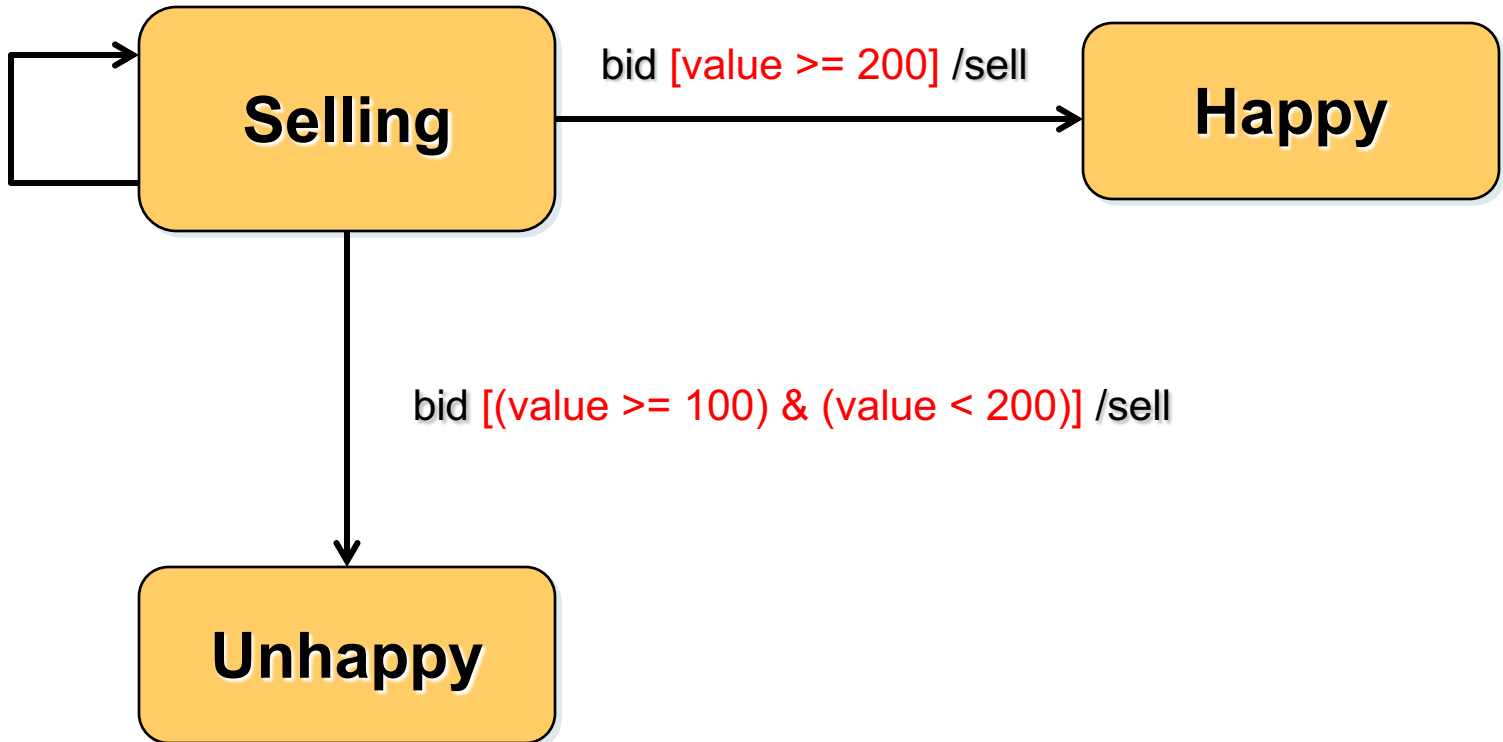 bid [value >= 200] /sell
Selling
Happy
bid [(value >= 100) & (value < 200)] /sell
Unhappy